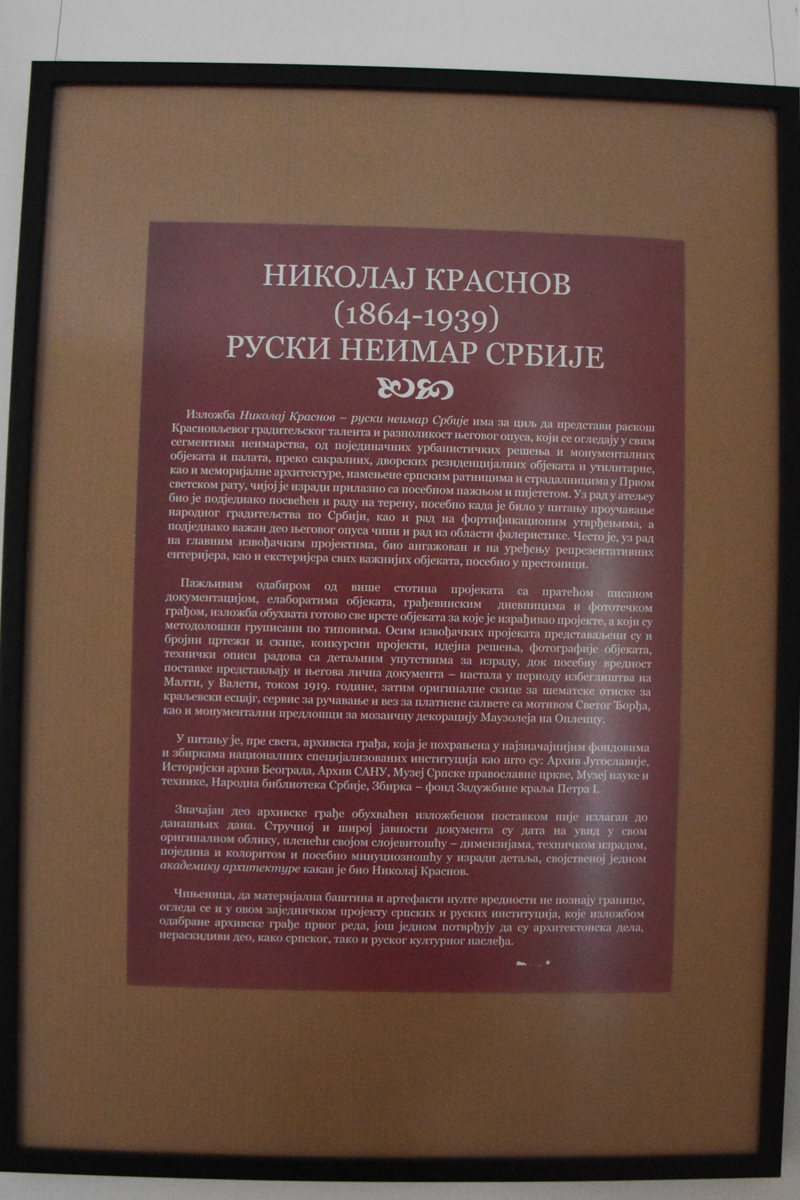 НИКОЛАЈ КРАСНОВ
(1864-1939)
РУСКИ НЕИМАР СРБИЈЕ
Изложба Николај Краснов – руски неимар Србије има за циљ да представи раскош
Красновљевог градитељског талента и разноликост његовог опуса, који се огледају у свим
сегментима неимарства, од појединачних урбанистичких решења и монументалних
објеката и палата, преко сакралних, дворских резиденцијалних објеката и утилитарне,
као и меморијалне архитектуре, намењене српским ратницима и страдалницима у Првом
светском рату, чијој је изради прилазио са посебном пажњом и пијететом. Уз рад у атељеу
био је подједнако посвећен и раду на терену, посебно када је било у питању проучавање
народног градитељства по Србији, као и рад на фортификационим утврђењима, а
подједнако важан део његовог опуса чини и рад из области фалеристике. Често је, уз рад
на главним извођачким пројектима, био ангажован и на уређењу репрезентативних
ентеријера, као и екстеријера свих важнијих објеката, посебно у престоници.
Пажљивим одабиром од више стотина пројеката са пратећом писаном
документацијом, елаборатима објеката, грађевинским дневницима и фототечком
грађом, изложба обухвата готово све врсте објеката за које је израђивао пројекте, а који су
методолошки груписани по типовима. Осим извођачких пројеката представаљени су и
бројни цртежи и скице, конкурсни пројекти, идејна решења, фотографије објеката,
технички описи радова са детаљним упутствима за израду, док посебну вредност
поставке представљају и његова лична документа – настала у периоду избеглиштва на
Малти, у Валети, током 1919. године, затим оригиналне скице за шематске отиске за
краљевски есцајг, сервис за ручавање и вез за платнене салвете са мотивом Светог Ђорђа,
као и монументални предлошци за мозаичну декорацију Маузолеја на Опленцу.
У питању је, пре свега, архивска грађа, која је похрањена у најзначајнијим фондовима
и збиркама националних специјализованих институција као што су: Архив Југославије,
Историјски архив Београда, Архив САНУ, Музеј Српске православне цркве, Музеј науке и
технике, Народна библиотека Србије, Збирка – фонд Задужбине краља Петра I.
Значајан део архивске грађе обухваћен изложбеном поставком није излаган до
данашњих дана. Стручној и широј јавности документа су дата на увид у свом
оригиналном облику, пленећи својом слојевитошћу – димензијама, техничком израдом,
поједина и колоритом и посебно минуциозношћу у изради детаља, својственој једном
академику архитектуре какав је био Николај Краснов.
Чињеница, да материјална баштина и артефакти нулте вредности не познају границе,
огледа се и у овом заједничком пројекту српских и руских институција, које изложбом
одабране архивске грађе првог реда, још једном потврђују да су архитектонска дела,
нераскидиви део, како српског, тако и руског културног наслеђа.